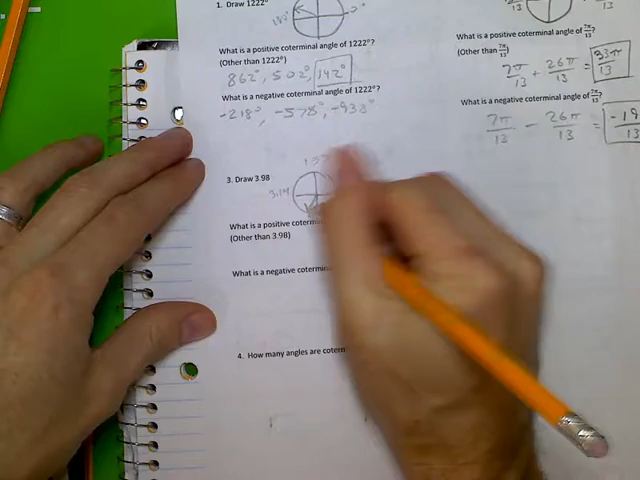 1. Draw 1222°
180°
0°
What is a positive coterminal angle of 1222°?
(Other than 1222°)
862°, 502°, 142°
What is a negative coterminal angle of 1222°?
-218°, -578°, -938°
What is a positive coterminal angle of 7π/13?
(Other than 7π/13)
7π/13 + 26π/13 = 33π/13
What is a negative coterminal angle of 7π/13?
7π/13 - 26π/13 = -19
13
3. Draw 3.98
3.14
What is a positive
(Other than 3.98)
What is a negative
4. How many angles are